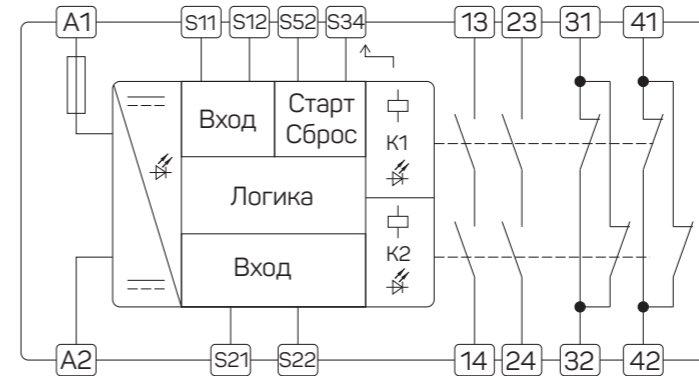 A1 S11 S12 S52 S34 13 23 31 41
Вход
Старт
Сброс
K1
Логика
K2
Вход
A2 S21 S22 14 24 32 42